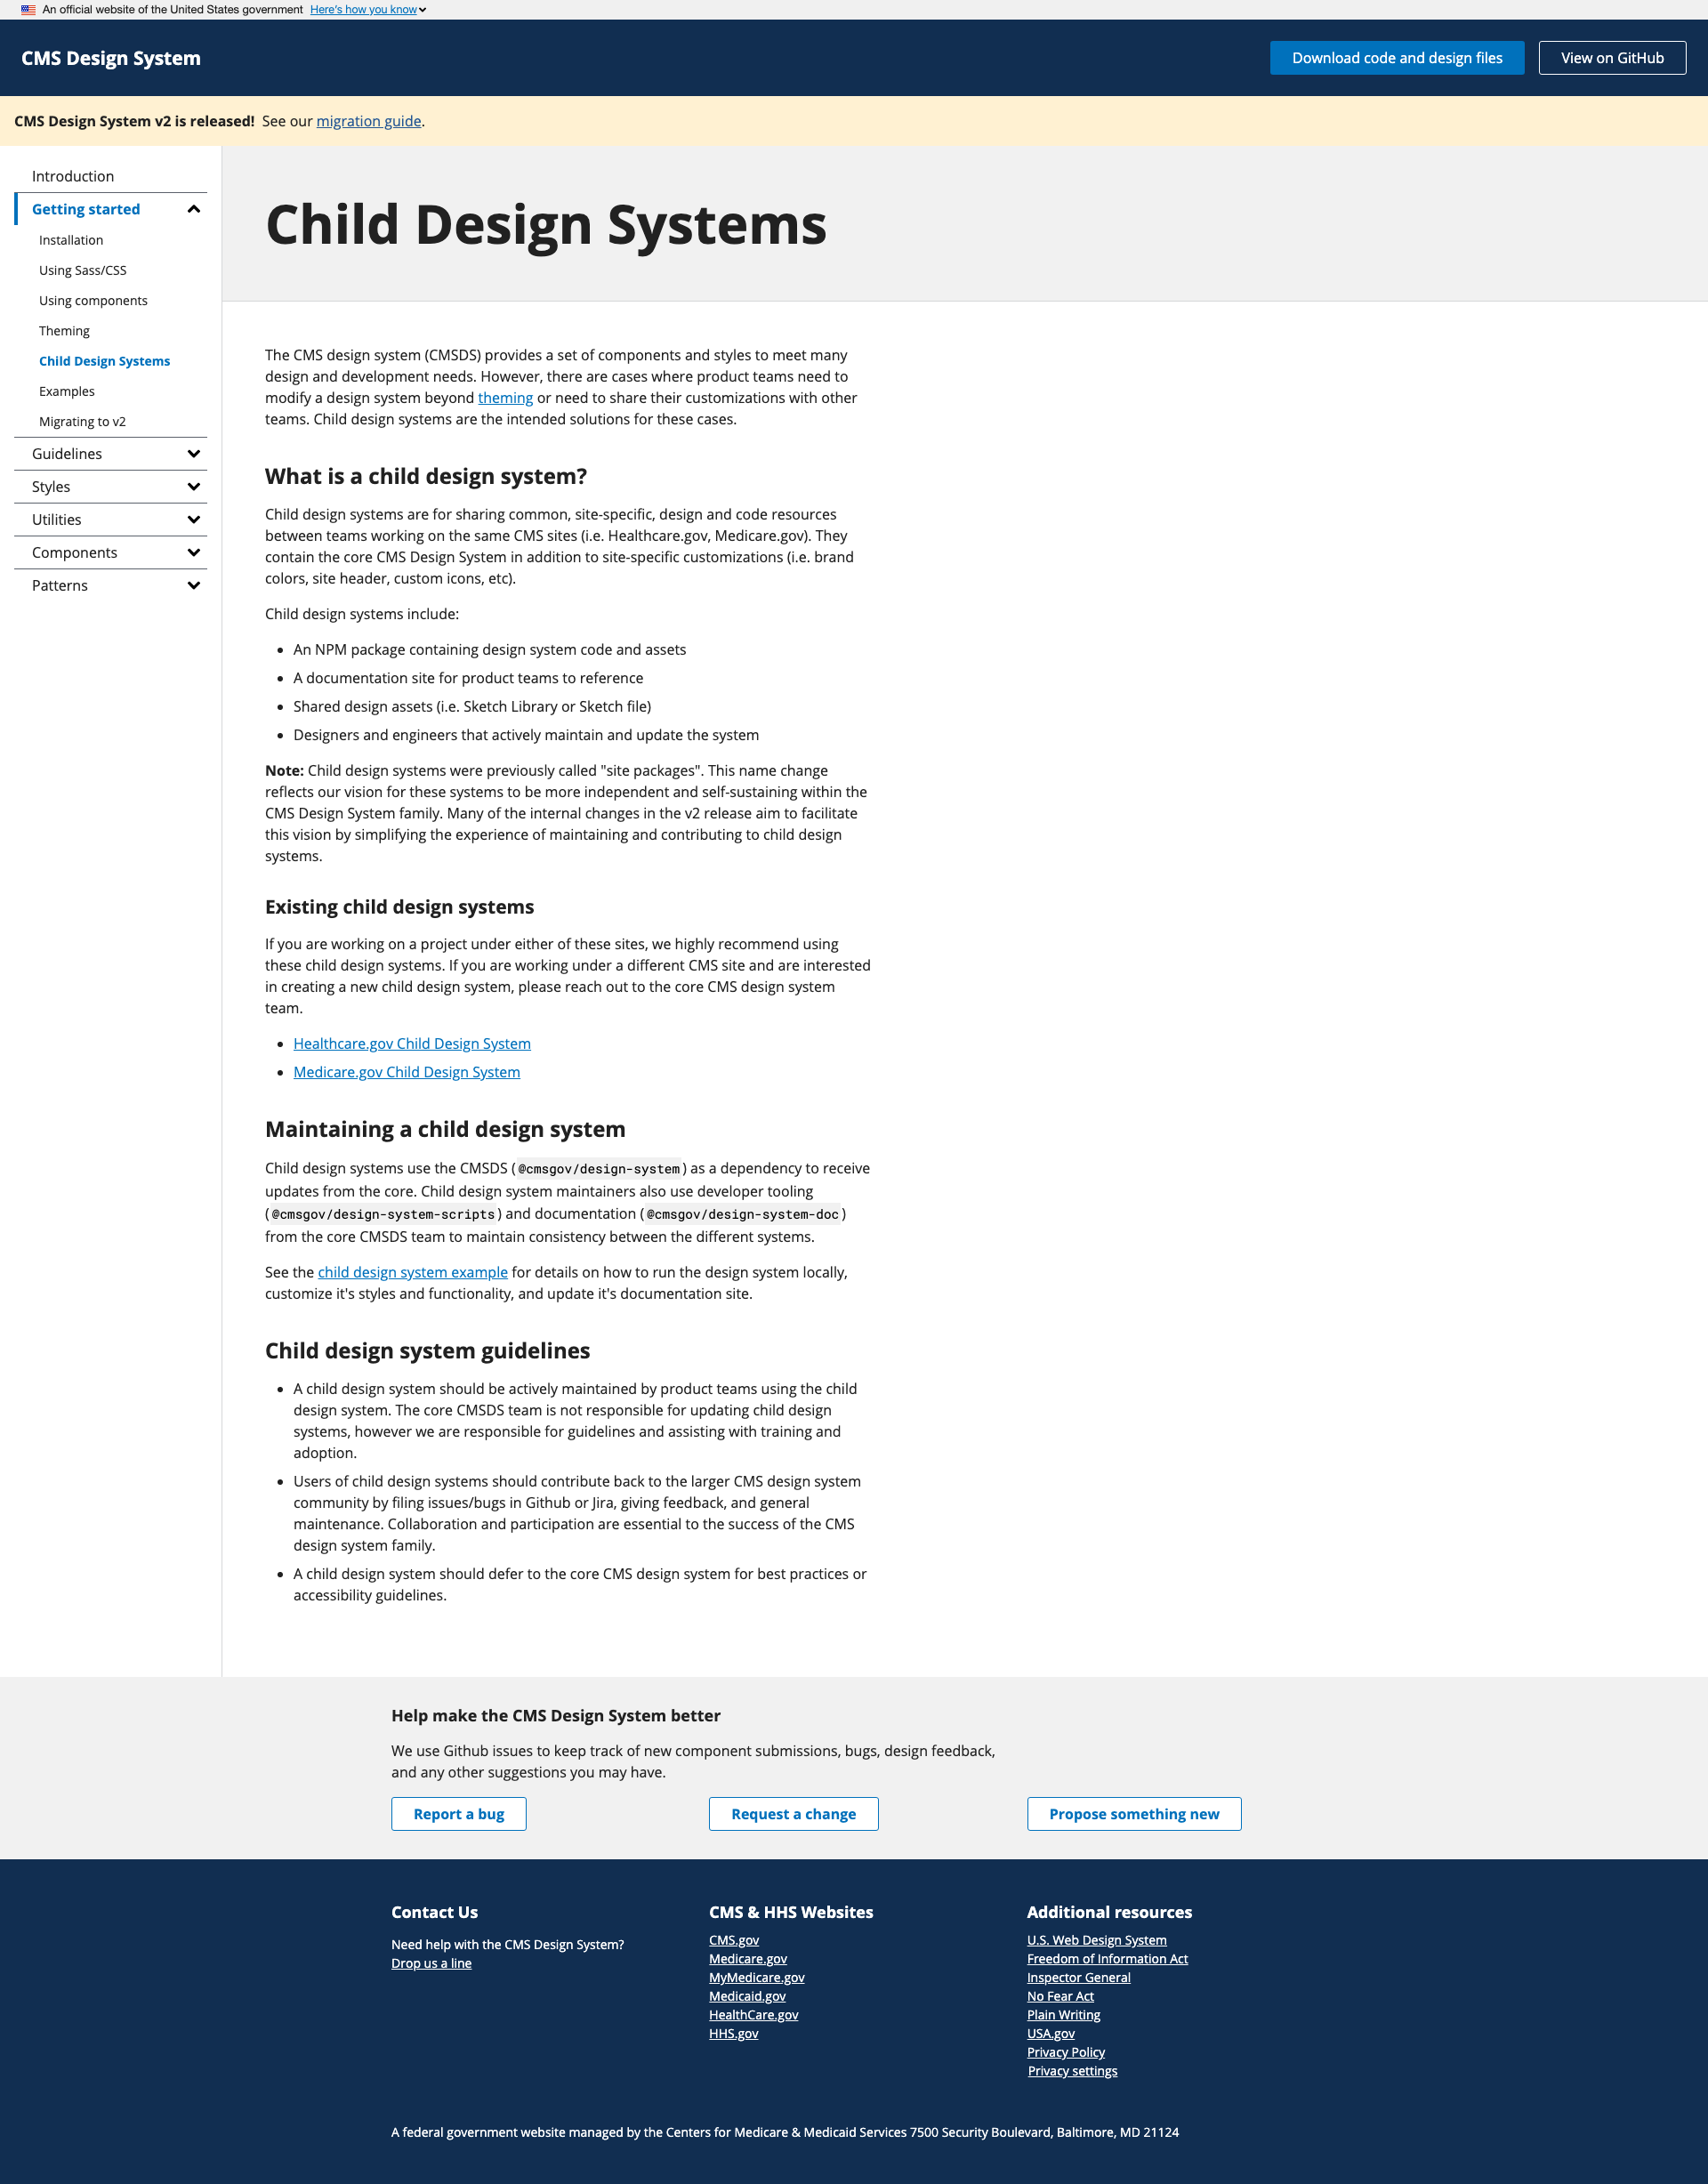 An official website of the United States government Here's how you know
CMS Design System
Download code and design files
View on GitHub
CMS Design System v2 is released! See our migration guide.
Introduction
Getting started
Installation
Using Sass/CSS
Using components
Theming
Child Design Systems
Examples
Migrating to v2
Guidelines
Styles
Utilities
Components
Patterns
Child Design Systems
The CMS design system (CMSDS) provides a set of components and styles to meet many
design and development needs. However, there are cases where product teams need to
modify a design system beyond theming or need to share their customizations with other
teams. Child design systems are the intended solutions for these cases.
What is a child design system?
Child design systems are for sharing common, site-specific, design and code resources
between teams working on the same CMS sites (i.e. Healthcare.gov, Medicare.gov). They
contain the core CMS Design System in addition to site-specific customizations (i.e. brand
colors, site header, custom icons, etc).
Child design systems include:
• An NPM package containing design system code and assets
• A documentation site for product teams to reference
• Shared design assets (i.e. Sketch Library or Sketch file)
• Designers and engineers that actively maintain and update the system
Note: Child design systems were previously called "site packages". This name change
reflects our vision for these systems to be more independent and self-sustaining within the
CMS Design System family. Many of the internal changes in the v2 release aim to facilitate
this vision by simplifying the experience of maintaining and contributing to child design
systems.
Existing child design systems
If you are working on a project under either of these sites, we highly recommend using
these child design systems. If you are working under a different CMS site and are interested
in creating a new child design system, please reach out to the core CMS design system
team.
• Healthcare.gov Child Design System
• Medicare.gov Child Design System
Maintaining a child design system
Child design systems use the CMSDS (@cmsgov/design-system) as a dependency to receive
updates from the core. Child design system maintainers also use developer tooling
(@cmsgov/design-system-scripts) and documentation (@cmsgov/design-system-doc)
from the core CMSDS team to maintain consistency between the different systems.
See the child design system example for details on how to run the design system locally,
customize it's styles and functionality, and update it's documentation site.
Child design system guidelines
• A child design system should be actively maintained by product teams using the child
design system. The core CMSDS team is not responsible for updating child design
systems, however we are responsible for guidelines and assisting with training and
adoption.
• Users of child design systems should contribute back to the larger CMS design system
community by filing issues/bugs in Github or Jira, giving feedback, and general
maintenance. Collaboration and participation are essential to the success of the CMS
design system family.
• A child design system should defer to the core CMS design system for best practices or
accessibility guidelines.
Help make the CMS Design System better
We use Github issues to keep track of new component submissions, bugs, design feedback,
and any other suggestions you may have.
Report a bug
Request a change
Propose something new
Contact Us
Need help with the CMS Design System?
Drop us a line
CMS & HHS Websites
CMS.gov
Medicare.gov
MyMedicare.gov
Medicaid.gov
HealthCare.gov
HHS.gov
Additional resources
U.S. Web Design System
Freedom of Information Act
Inspector General
No Fear Act
Plain Writing
USA.gov
Privacy Policy
Privacy settings
A federal government website managed by the Centers for Medicare & Medicaid Services 7500 Security Boulevard, Baltimore, MD 21124